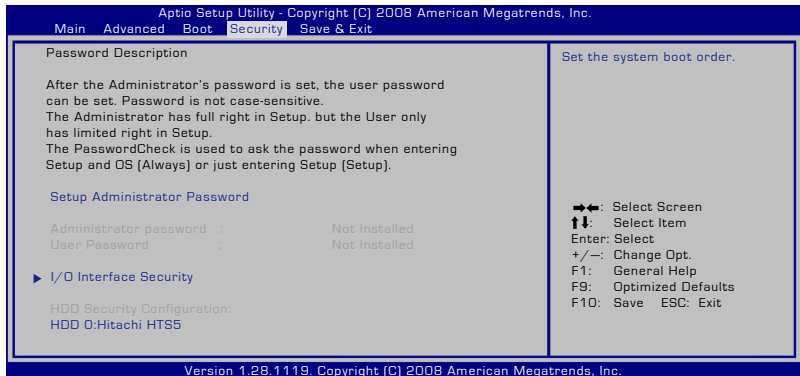 Aptio Setup Utility - Copyright (C) 2008 American Megatrends, Inc.
Main Advanced Boot Security Save & Exit
Password Description
After the Administrator's password is set, the user password
can be set. Password is not case-sensitive.
The Administrator has full right in Setup. but the User only
has limited right in Setup.
The PasswordCheck is used to ask the password when entering
Setup and OS (Always) or just entering Setup (Setup).
Setup Administrator Password
Administrator password : Not Installed
User Password : Not Installed
I/O Interface Security
HDD Security Configuration:
HDD 0:Hitachi HTS5
Set the system boot order.
→←: Select Screen
↑↓: Select Item
Enter: Select
+/—: Change Opt.
F1: General Help
F9: Optimized Defaults
F10: Save ESC: Exit
Version 1.28.1119. Copyright (C) 2008 American Megatrends, Inc.